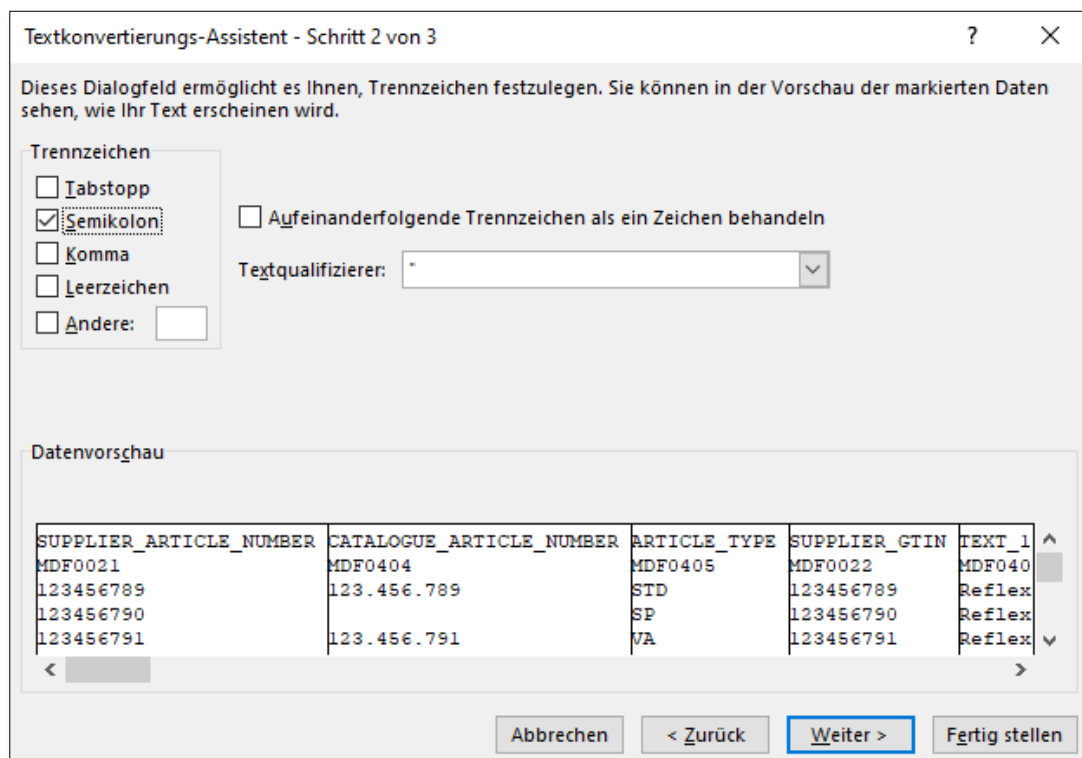 Textkonvertierungs-Assistent - Schritt 2 von 3 ?
Dieses Dialogfeld ermöglicht es Ihnen, Trennzeichen festzulegen. Sie können in der Vorschau der markierten Daten
sehen, wie Ihr Text erscheinen wird.
Trennzeichen
Tabstopp
Semikolon
Komma
Leerzeichen
Andere:
Aufeinanderfolgende Trennzeichen als ein Zeichen behandeln
Textqualifizierer: "
Datenvorschau
SUPPLIER_ARTICLE_NUMBER CATALOGUE_ARTICLE_NUMBER ARTICLE_TYPE SUPPLIER_GTIN TEXT_1
MDF0021 MDF0404 MDF0405 MDF0022 MDF040
123456789 123.456.789 STD 123456789 Reflex
123456790 SP 123456790 Reflex
123456791 123.456.791 VA 123456791 Reflex
Abbrechen < Zurück Weiter > Fertig stellen